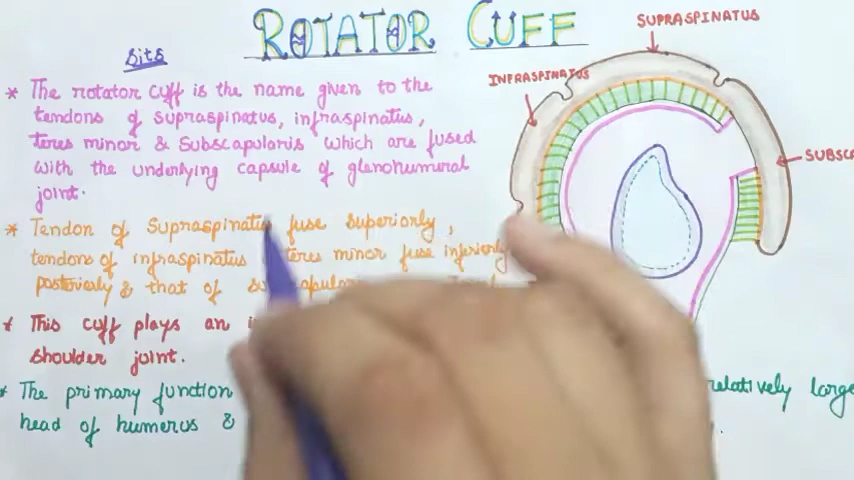 ROTATOR CUFF
SUPRASPINATUS
Bits
INFRASPINATUS
* The rotator cuff is the name given to the
tendons of supraspinatus, infraspinatus,
teres minor & Subscapularis which are fused
with the underlying capsule of glenohumeral
joint.
SUBSC
* Tendon of Supraspinatus fuse superiorly,
tendons of infraspinatus teres minor fuse inferiorly
posteriorly & that of
* This cuff plays an
shoulder joint.
* The primary function relatively large
head of humerus &